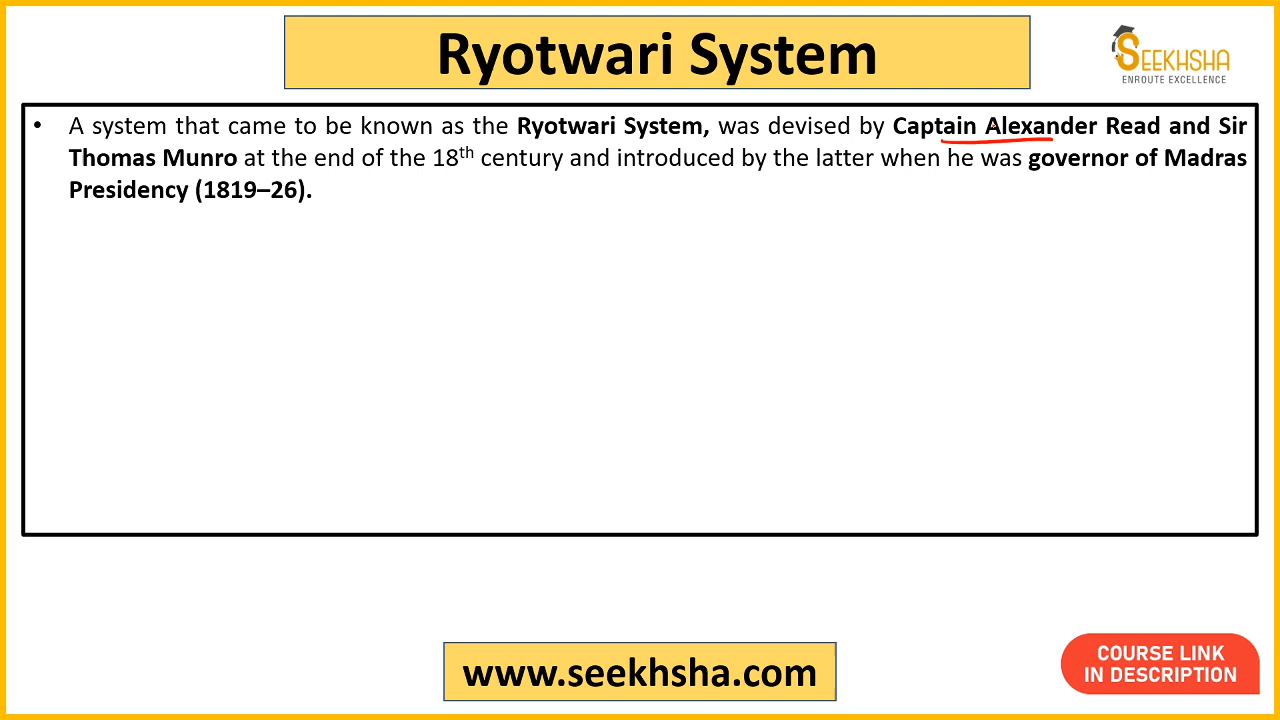 Ryotwari System
SEEKHSHA
ENROUTE EXCELLENCE
• A system that came to be known as the Ryotwari System, was devised by Captain Alexander Read and Sir
Thomas Munro at the end of the 18th century and introduced by the latter when he was governor of Madras
Presidency (1819–26).
www.seekhsha.com
COURSE LINK
IN DESCRIPTION